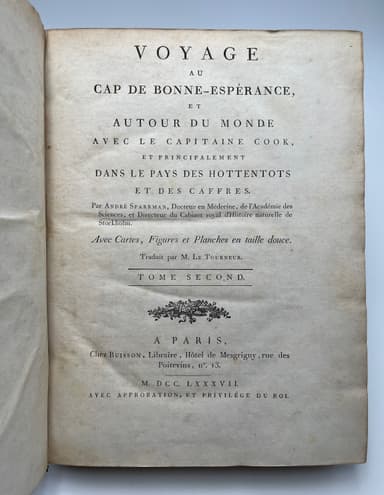 VOYAGE
AU
CAP DE BONNE-ESPÉRANCE,
ET
AUTOUR DU MONDE
AVEC LE CAPITAINE COOK,
ET PRINCIPALEMENT
DANS LE PAYS DES HOTTENTOTS
ET DES CAFFRES.
Par ANDRÉ SPARRMAN, Docteur en Médecine, de l'Académie des
Sciences, et Directeur du Cabinet royal d'Histoire naturelle de
Stockholm.
Avec Cartes, Figures et Planches en taille douce.
Traduit par M. LE TOURNEUR.
TOME SECOND.
A PARIS,
Chez BUISSON, Libraire, Hôtel de Mesgrigny, rue des
Poitevins, n°. 13.
M. DCC. LXXXVII.
AVEC APPROBATION, ET PRIVILÉGE DU ROI.